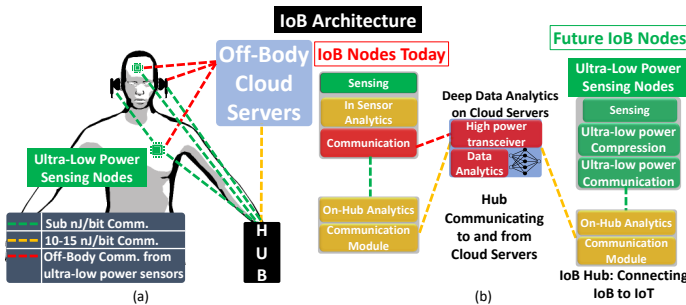 IoB Architecture
Off-Body
Cloud
Servers
Ultra-Low Power
Sensing Nodes
Sub nJ/bit Comm.
10-15 nJ/bit Comm.
Off-Body Comm. from
ultra-low power sensors
H
U
B
(a)
IoB Nodes Today
Sensing
In Sensor
Analytics
Communication
On-Hub Analytics
Communication
Module
Deep Data Analytics
on Cloud Servers
High power
transceiver
Data
Analytics
Hub
Communicating
to and from
Cloud Servers
(b)
Future IoB Nodes
Ultra-Low Power
Sensing Nodes
Sensing
Ultra-low power
Compression
Ultra-low power
Communication
On-Hub Analytics
Communication
Module
IoB Hub: Connecting
IoB to IoT